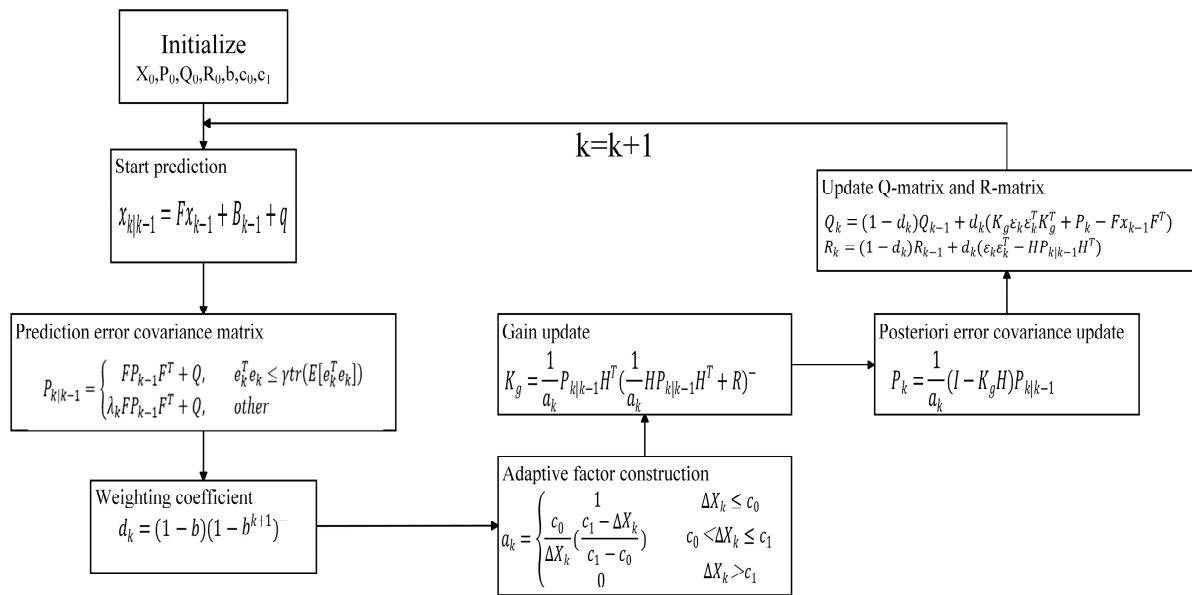 Initialize
X₀,P₀,Q₀,R₀,b,c₀,c₁
k=k+1
Start prediction
x_{k|k−1} = Fx_{k−1} + B_{k−1} + q
Prediction error covariance matrix
P_{k|k−1} = { FP_{k−1}F^T + Q, e_k^T e_k ≤ γtr(E[e_k^T e_k])
λ_k FP_{k−1}F^T + Q, other
Weighting coefficient
d_k = (1 − b)(1 − b^{k+1})^−
Adaptive factor construction
a_k = { 1 ΔX_k ≤ c₀
c₀/ΔX_k (c₁ − ΔX_k / c₁ − c₀) c₀ <ΔX_k ≤ c₁
0 ΔX_k >c₁
Gain update
K_g = 1/a_k P_{k|k−1}H^T(1/a_k HP_{k|k−1}H^T + R)^−
Posteriori error covariance update
P_k = 1/a_k (I − K_g H)P_{k|k−1}
Update Q-matrix and R-matrix
Q_k = (1 − d_k)Q_{k−1} + d_k(K_g ε_k ε_k^T K_g^T + P_k − Fx_{k−1}F^T)
R_k = (1 − d_k)R_{k−1} + d_k(ε_k ε_k^T − HP_{k|k−1}H^T)